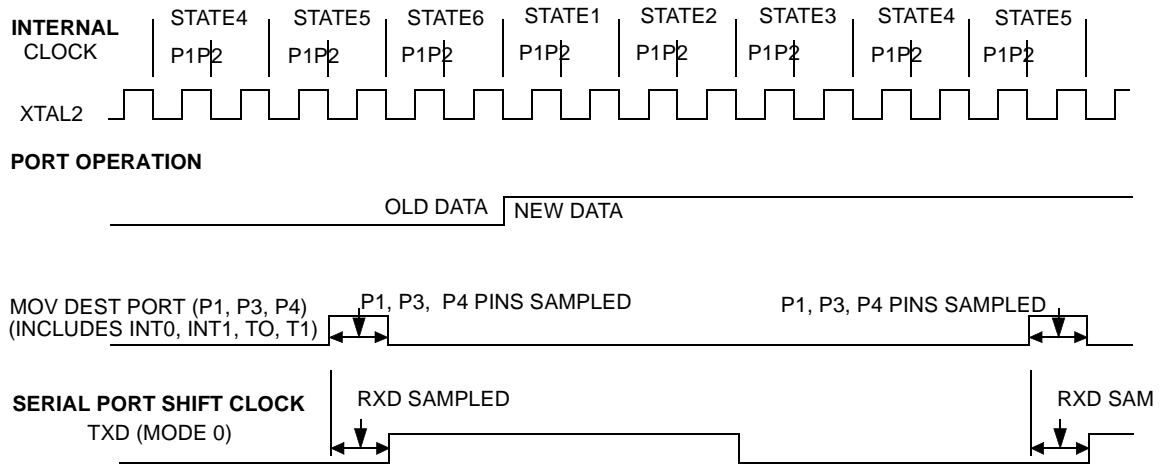 INTERNAL
CLOCK
STATE4 STATE5 STATE6 STATE1 STATE2 STATE3 STATE4 STATE5
P1P2 P1P2 P1P2 P1P2 P1P2 P1P2 P1P2 P1P2
XTAL2
PORT OPERATION
OLD DATA NEW DATA
MOV DEST PORT (P1, P3, P4)
(INCLUDES INT0, INT1, TO, T1)
P1, P3, P4 PINS SAMPLED P1, P3, P4 PINS SAMPLED
SERIAL PORT SHIFT CLOCK
TXD (MODE 0)
RXD SAMPLED RXD SAM